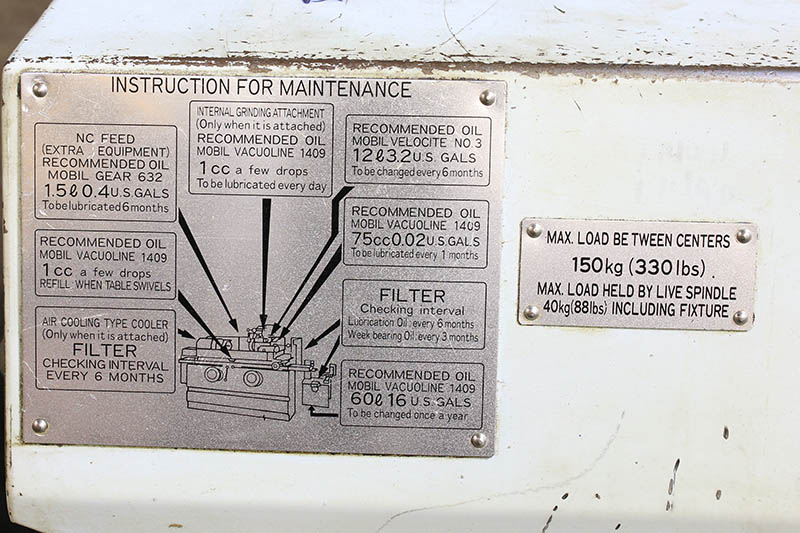 INSTRUCTION FOR MAINTENANCE
NC FEED
(EXTRA EQUIPMENT)
RECOMMENDED OIL
MOBIL GEAR 632
1.5ℓ 0.4 U.S. GALS
To be lubricated 6 months
RECOMMENDED OIL
MOBIL VACUOLINE 1409
1 cc a few drops
REFILL WHEN TABLE SWIVELS
AIR COOLING TYPE COOLER
(Only when it is attached)
FILTER
CHECKING INTERVAL
EVERY 6 MONTHS
INTERNAL GRINDING ATTACHMENT
(Only when it is attached)
RECOMMENDED OIL
MOBIL VACUOLINE 1409
1 cc a few drops
To be lubricated every day
RECOMMENDED OIL
MOBIL VELOCITE NO.3
12ℓ 3.2 U.S. GALS
To be changed every 6 months
RECOMMENDED OIL
MOBIL VACUOLINE 1409
75cc 0.02 U.S. GALS
To be lubricated every 1 months
FILTER
Checking interval
Lubrication Oil: every 6 months
Week bearing Oil: every 3 months
RECOMMENDED OIL
MOBIL VACUOLINE 1409
60ℓ 16 U.S. GALS
To be changed once a year
MAX. LOAD BE TWEEN CENTERS
150kg (330lbs) .
MAX. LOAD HELD BY LIVE SPINDLE
40kg(88lbs) INCLUDING FIXTURE